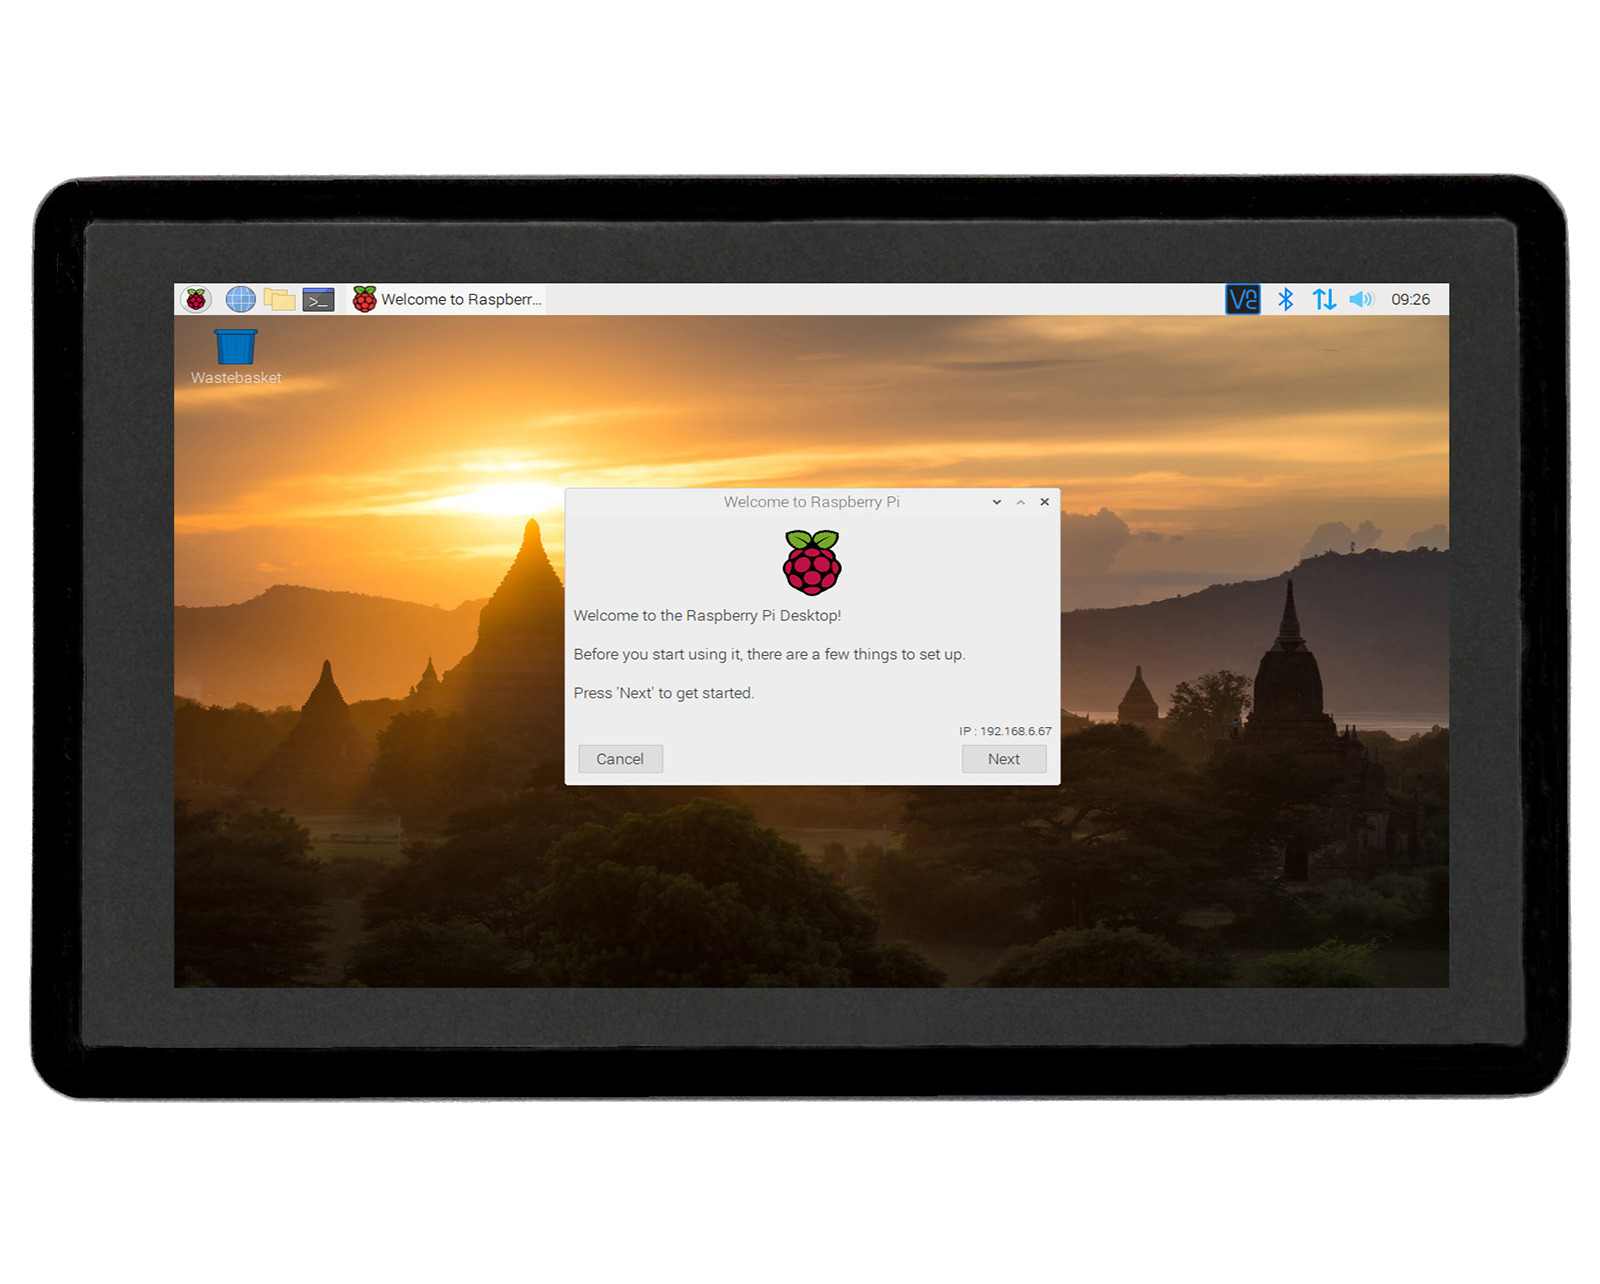 Welcome to Raspberr...
VNC
09:26
Wastebasket
Welcome to Raspberry Pi
Welcome to the Raspberry Pi Desktop!
Before you start using it, there are a few things to set up.
Press 'Next' to get started.
IP : 192.168.6.67
Cancel
Next